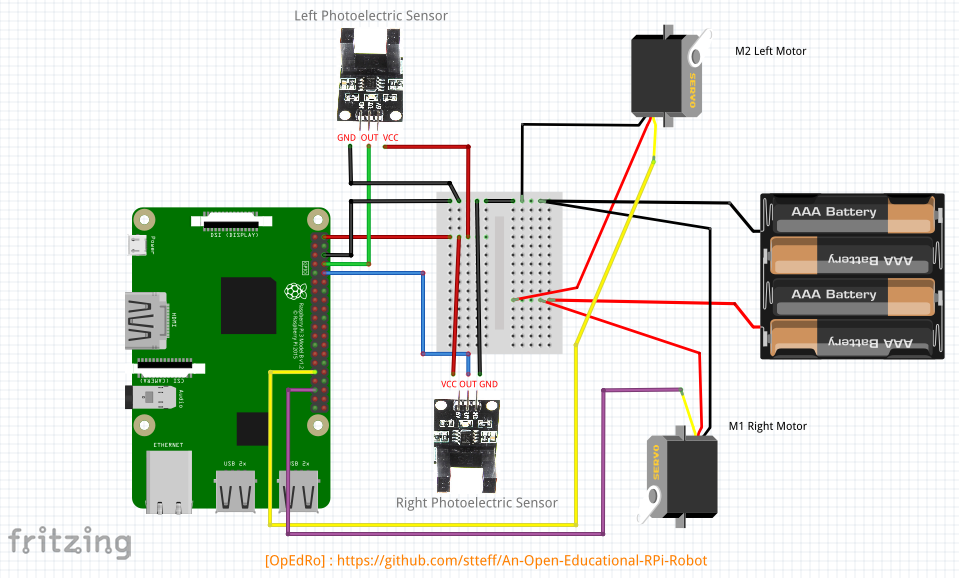 Left Photoelectric Sensor
M2 Left Motor
SERVO
GND OUT VCC
AAA Battery
AAA Battery
AAA Battery
AAA Battery
Power
DSI (DISPLAY)
GPIO
HDMI
Raspberry Pi 3 Model B v1.2
© Raspberry Pi 2015
CSI (CAMERA)
Audio
VCC OUT GND
M1 Right Motor
SERVO
ETHERNET
USB 2x
USB 2x
Right Photoelectric Sensor
fritzing
[OpEdRo] : https://github.com/stteff/An-Open-Educational-RPi-Robot